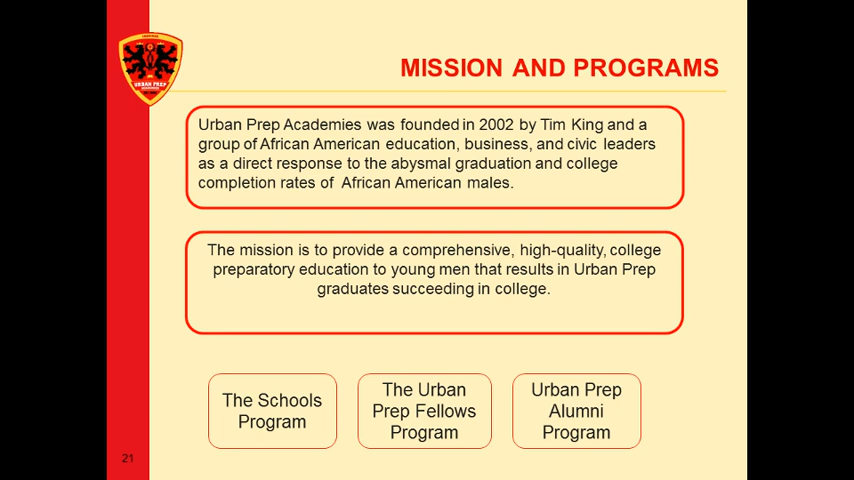 MISSION AND PROGRAMS
URBAN PREP
Urban Prep Academies was founded in 2002 by Tim King and a
group of African American education, business, and civic leaders
as a direct response to the abysmal graduation and college
completion rates of African American males.
The mission is to provide a comprehensive, high-quality, college
preparatory education to young men that results in Urban Prep
graduates succeeding in college.
The Schools
Program
The Urban
Prep Fellows
Program
Urban Prep
Alumni
Program
21